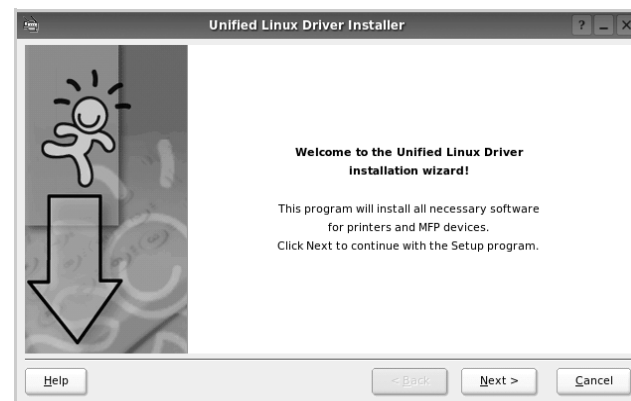 Unified Linux Driver Installer
Welcome to the Unified Linux Driver
installation wizard!
This program will install all necessary software
for printers and MFP devices.
Click Next to continue with the Setup program.
Help
< Back
Next >
Cancel